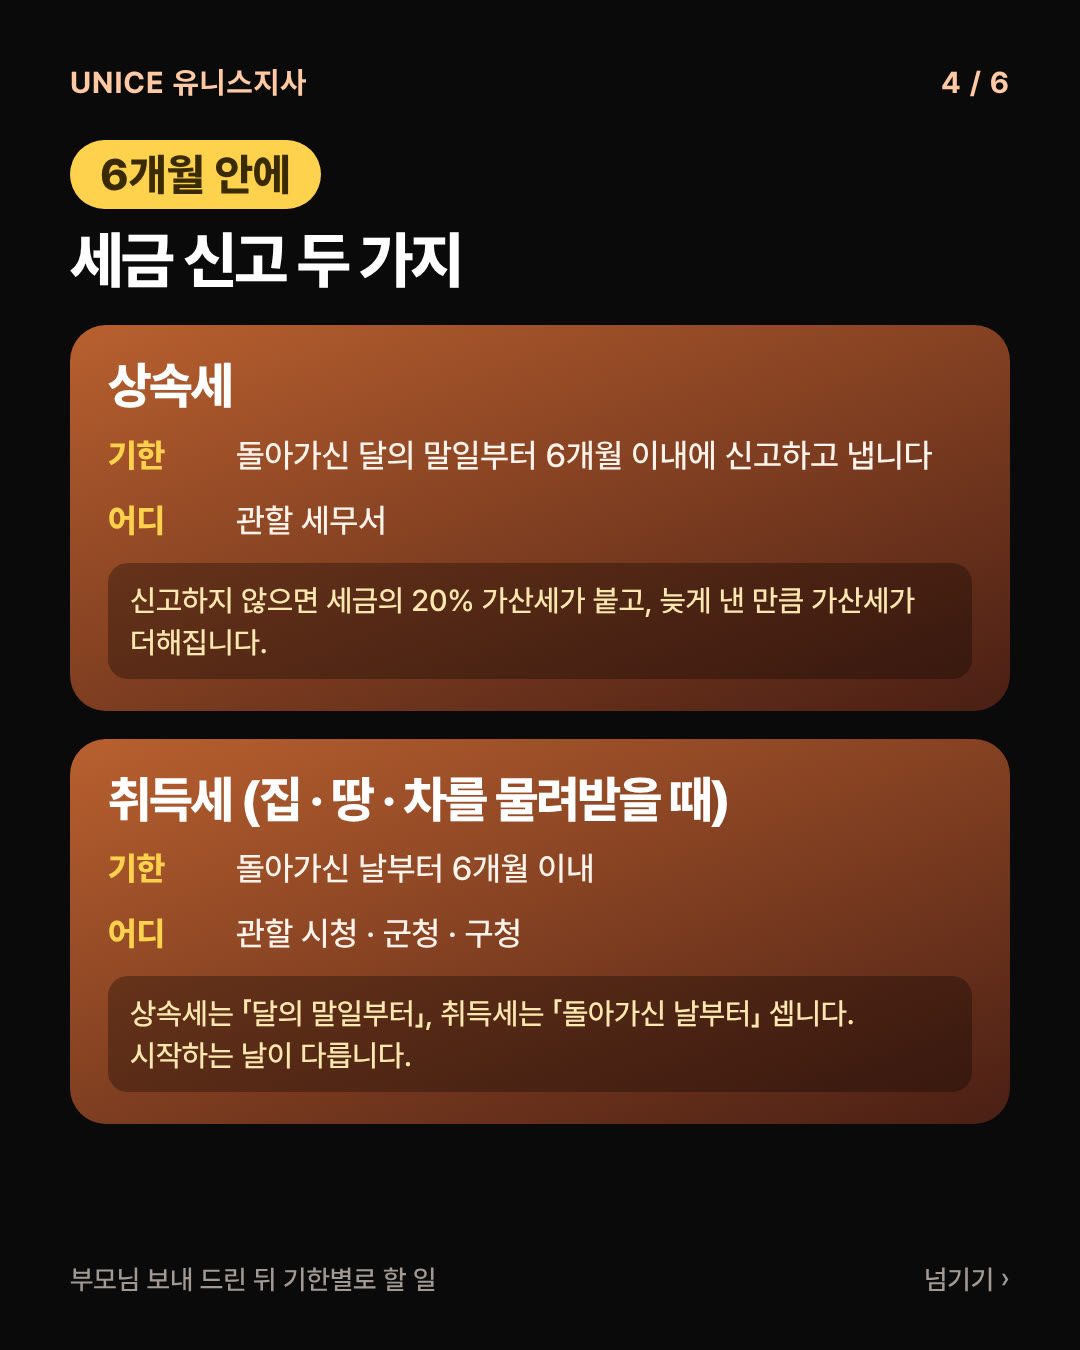 UNICE 유니스지사
4 / 6
6개월 안에
세금 신고 두 가지
상속세
기한 돌아가신 달의 말일부터 6개월 이내에 신고하고 냅니다
어디 관할 세무서
신고하지 않으면 세금의 20% 가산세가 붙고, 늦게 낸 만큼 가산세가
더해집니다.
취득세 (집 · 땅 · 차를 물려받을 때)
기한 돌아가신 날부터 6개월 이내
어디 관할 시청 · 군청 · 구청
상속세는 「달의 말일부터」, 취득세는 「돌아가신 날부터」 셉니다.
시작하는 날이 다릅니다.
부모님 보내 드린 뒤 기한별로 할 일
넘기기 ›